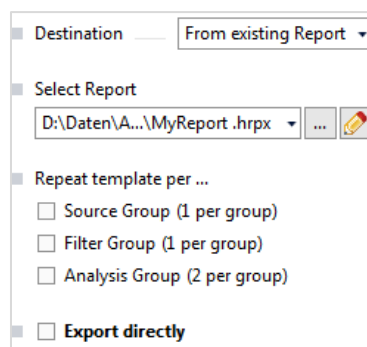 Destination From existing Report
Select Report
D:\Daten\A...\MyReport .hrpx ...
Repeat template per ...
Source Group (1 per group)
Filter Group (1 per group)
Analysis Group (2 per group)
Export directly